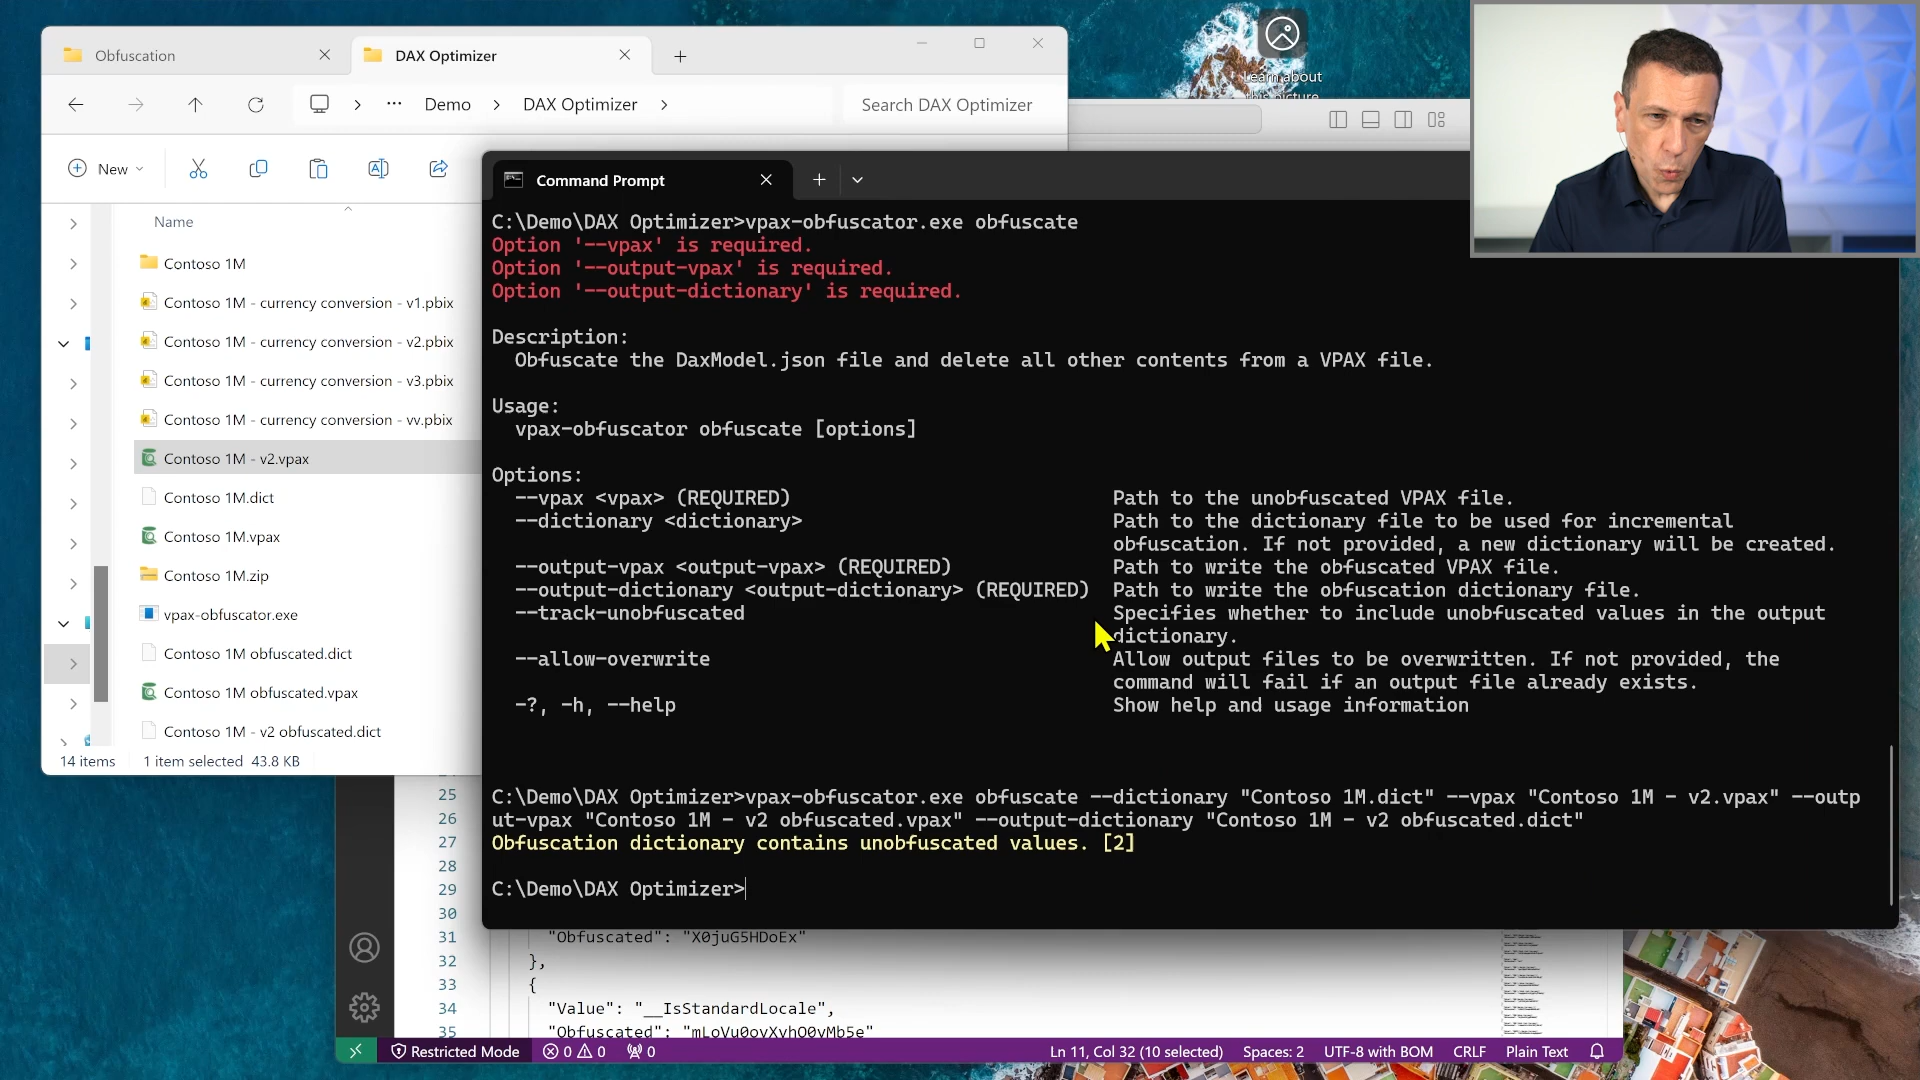 Obfuscation
DAX Optimizer
Demo
DAX Optimizer
Search DAX Optimizer
New
Name
Contoso 1M
Contoso 1M - currency conversion - v1.pbix
Contoso 1M - currency conversion - v2.pbix
Contoso 1M - currency conversion - v3.pbix
Contoso 1M - currency conversion - vv.pbix
Contoso 1M - v2.vpax
Contoso 1M.dict
Contoso 1M.vpax
Contoso 1M.zip
vpax-obfuscator.exe
Contoso 1M obfuscated.dict
Contoso 1M obfuscated.vpax
Contoso 1M - v2 obfuscated.dict
14 items 1 item selected 43.8 KB
Learn about
this picture
Command Prompt
C:\Demo\DAX Optimizer>vpax-obfuscator.exe obfuscate
Option '--vpax' is required.
Option '--output-vpax' is required.
Option '--output-dictionary' is required.
Description:
Obfuscate the DaxModel.json file and delete all other contents from a VPAX file.
Usage:
vpax-obfuscator obfuscate [options]
Options:
--vpax <vpax> (REQUIRED) Path to the unobfuscated VPAX file.
--dictionary <dictionary> Path to the dictionary file to be used for incremental
obfuscation. If not provided, a new dictionary will be created.
--output-vpax <output-vpax> (REQUIRED) Path to write the obfuscated VPAX file.
--output-dictionary <output-dictionary> (REQUIRED) Path to write the obfuscation dictionary file.
--track-unobfuscated Specifies whether to include unobfuscated values in the output
dictionary.
--allow-overwrite Allow output files to be overwritten. If not provided, the
command will fail if an output file already exists.
-?, -h, --help Show help and usage information
C:\Demo\DAX Optimizer>vpax-obfuscator.exe obfuscate --dictionary "Contoso 1M.dict" --vpax "Contoso 1M - v2.vpax" --outp
ut-vpax "Contoso 1M - v2 obfuscated.vpax" --output-dictionary "Contoso 1M - v2 obfuscated.dict"
Obfuscation dictionary contains unobfuscated values. [2]
C:\Demo\DAX Optimizer>
25
26
27
28
29
30
31 "Obfuscated": "X0juG5HDoEx"
32 },
33 {
34 "Value": "__IsStandardLocale",
35
Restricted Mode 0 0 0
Ln 11, Col 32 (10 selected) Spaces: 2 UTF-8 with BOM CRLF Plain Text